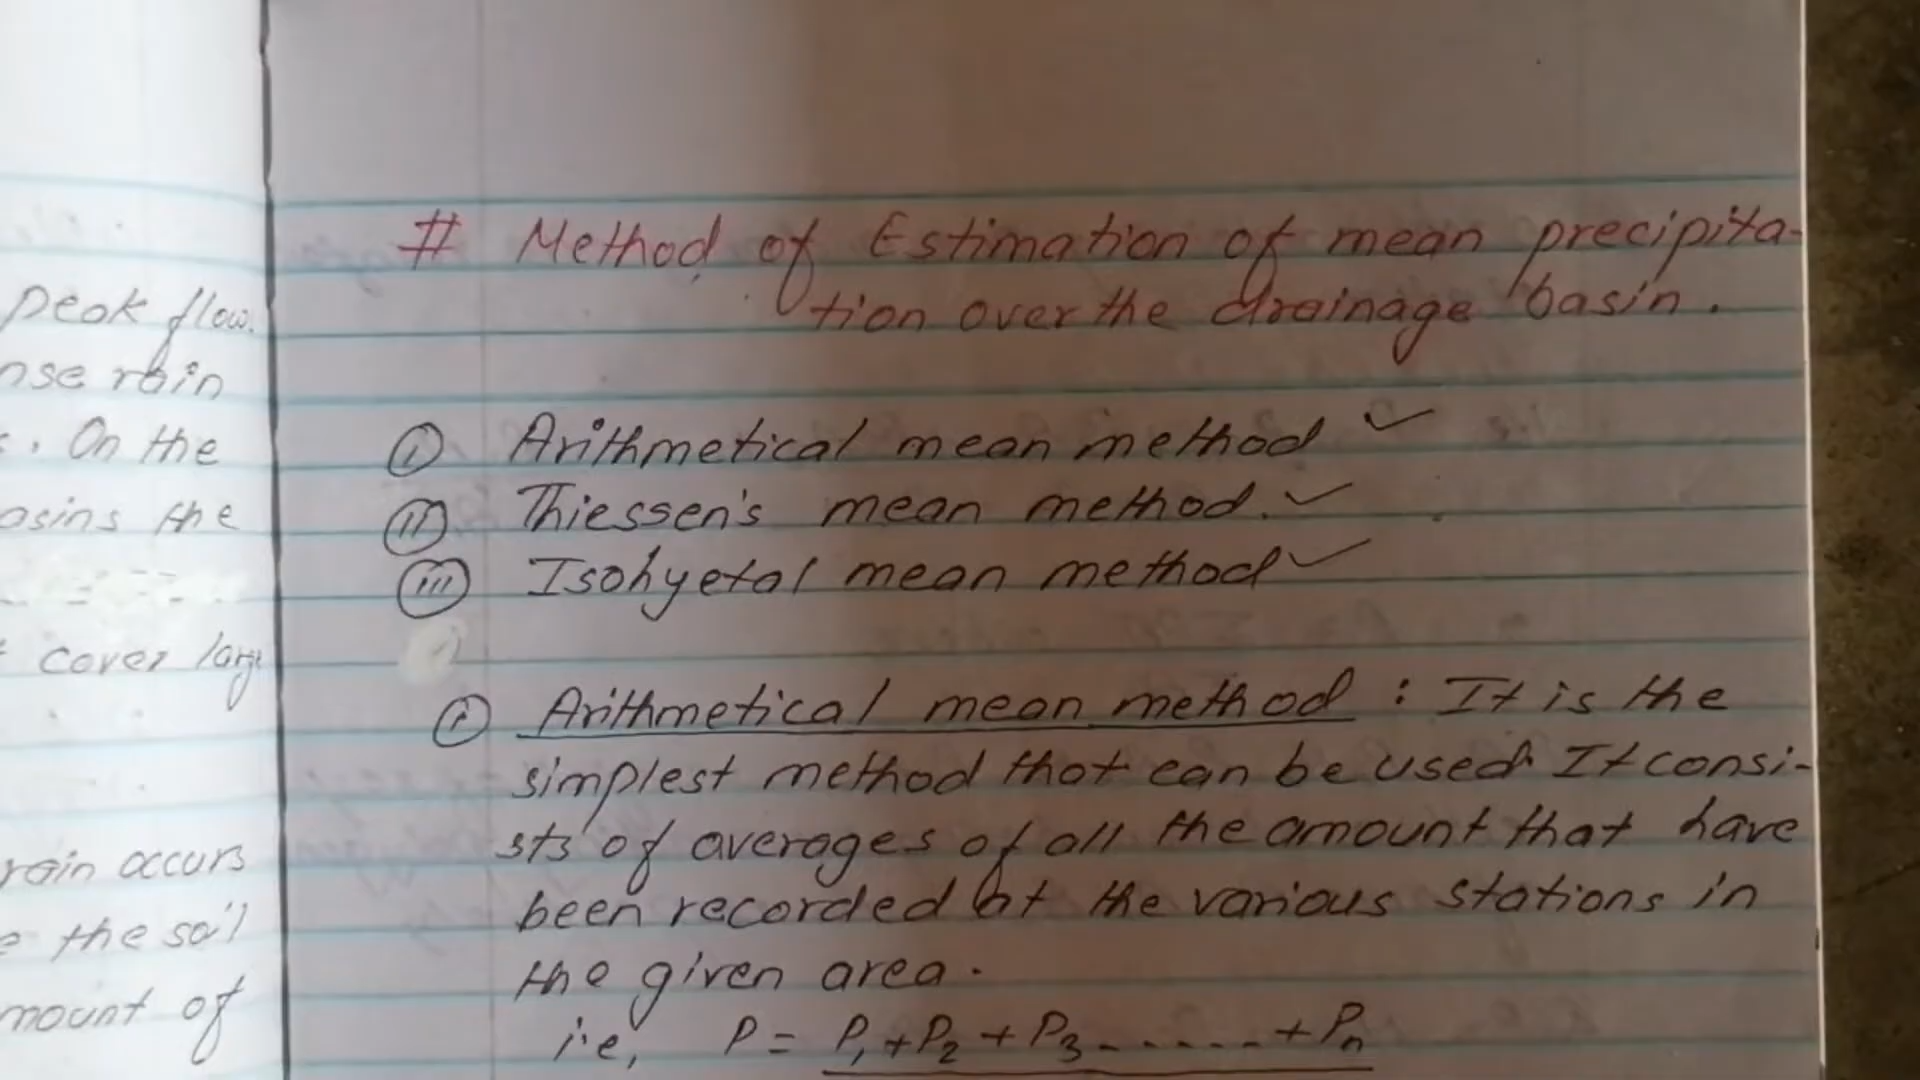 peak flow.
nse rain
. On the
asins the
cover large
rain occurs
e the soil
mount of
# Method of Estimation of mean precipita-
tion over the drainage basin.
(i) Arithmetical mean method ✓
(ii) Thiessen's mean method. ✓
(iii) Isohyetal mean method ✓
(i) Arithmetical mean method : It is the
simplest method that can be used. It consi-
sts of averages of all the amount that have
been recorded at the various stations in
the given area.
i.e, P = P1 + P2 + P3 - - - - - - + Pn